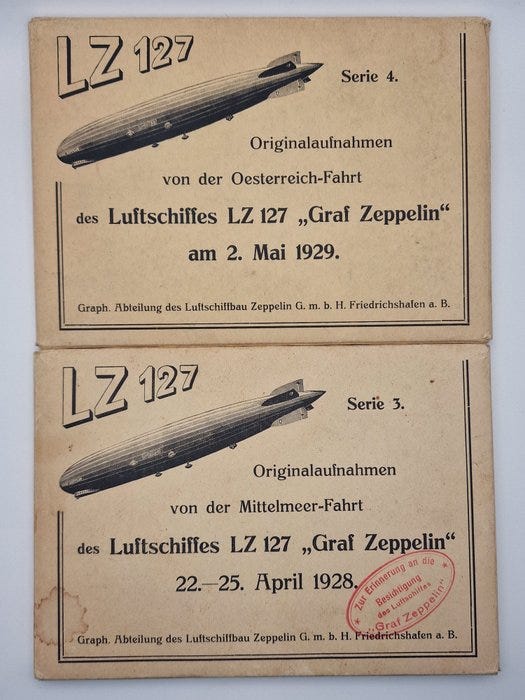 LZ 127
Serie 4.
Originalaufnahmen
von der Oesterreich-Fahrt
des Luftschiffes LZ 127 „Graf Zeppelin“
am 2. Mai 1929.
Graph. Abteilung des Luftschiffbau Zeppelin G. m. b. H. Friedrichshafen a. B.
LZ 127
Serie 3.
Originalaufnahmen
von der Mittelmeer-Fahrt
des Luftschiffes LZ 127 „Graf Zeppelin“
22.—25. April 1928.
Zur Erinnerung an die
Besichtigung
des Luftschiffes
„Graf Zeppelin“
Graph. Abteilung des Luftschiffbau Zeppelin G. m. b. H. Friedrichshafen a. B.